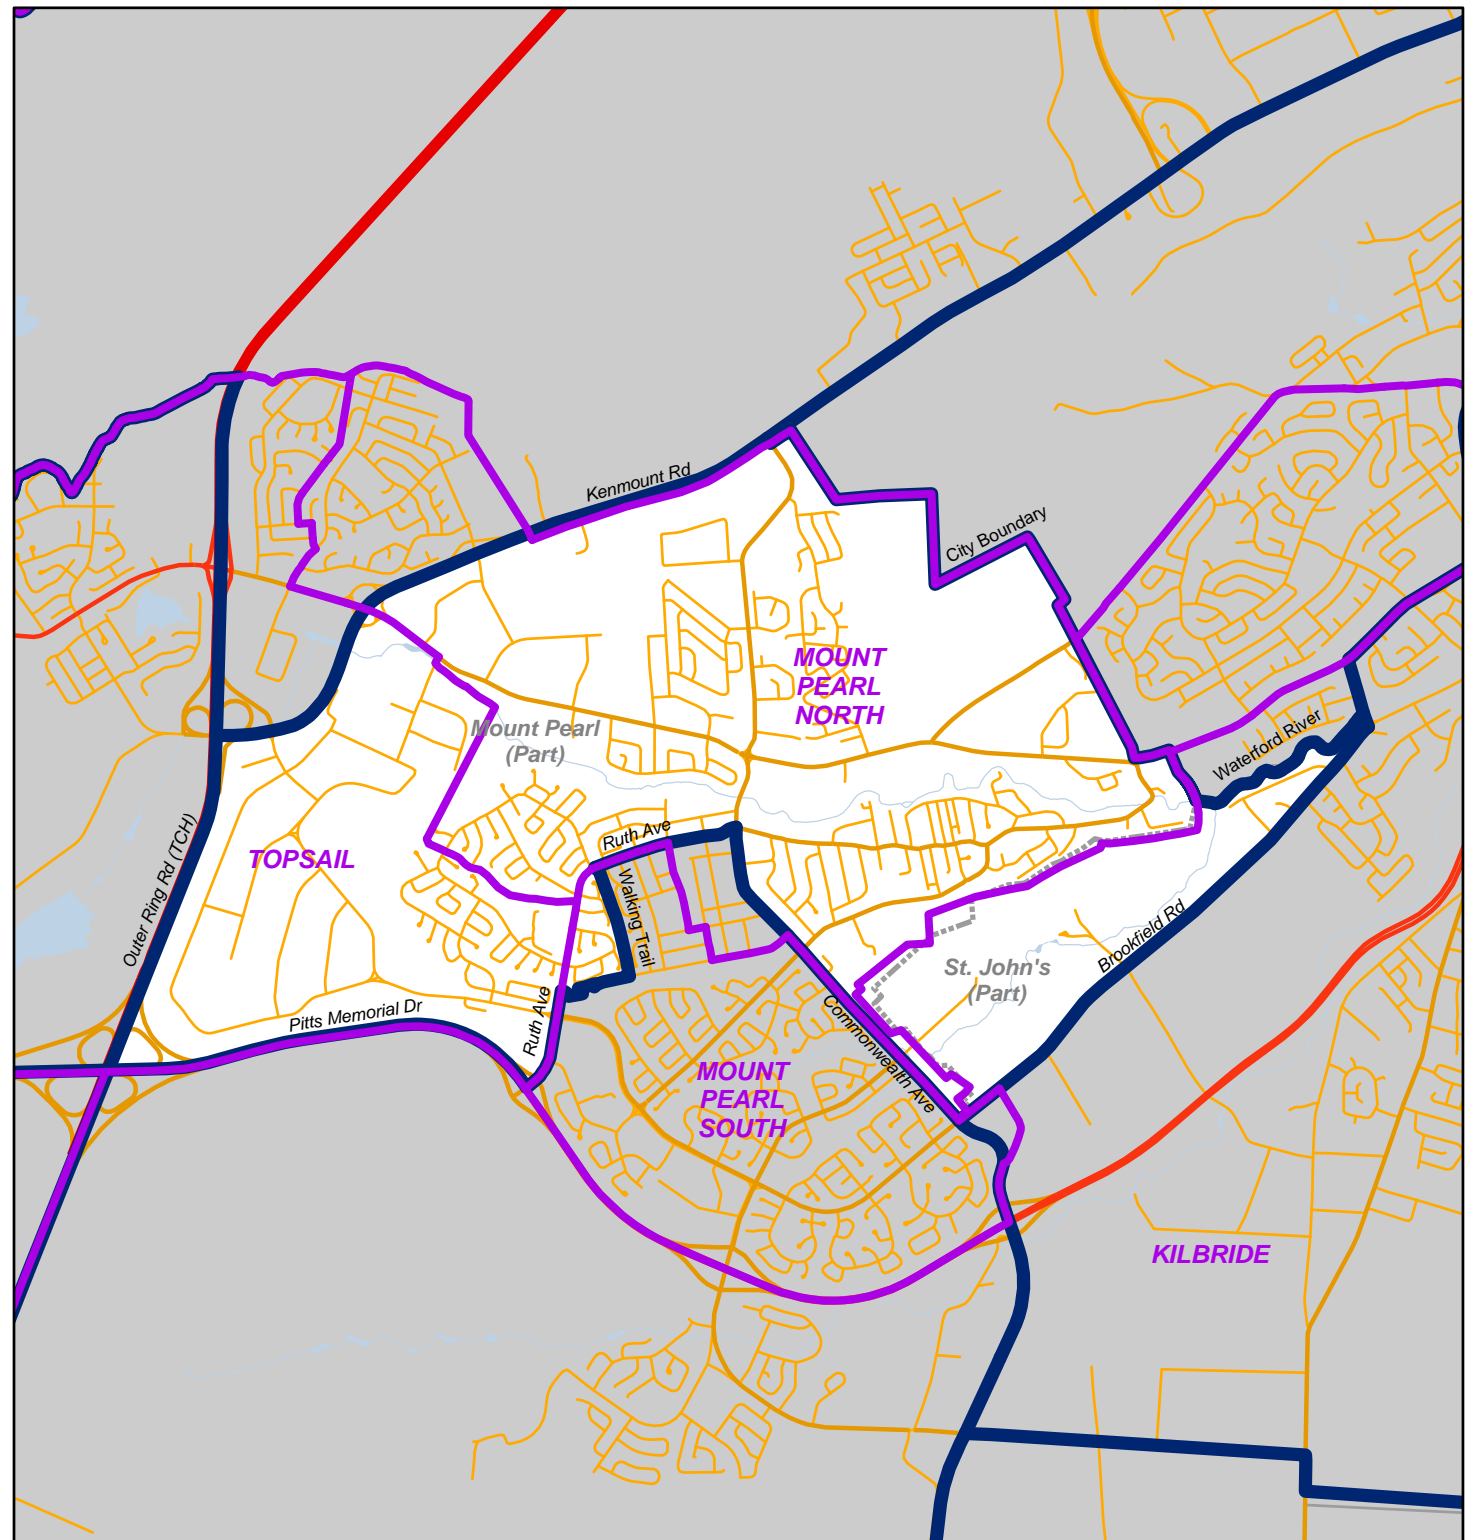 Kenmount Rd
City Boundary
MOUNT
PEARL
NORTH
Mount Pearl
(Part)
Waterford River
Ruth Ave
TOPSAIL
Walking Trail
Outer Ring Rd (TCH)
Brookfield Rd
St. John's
(Part)
Pitts Memorial Dr
Ruth Ave
Commonwealth Ave
MOUNT
PEARL
SOUTH
KILBRIDE